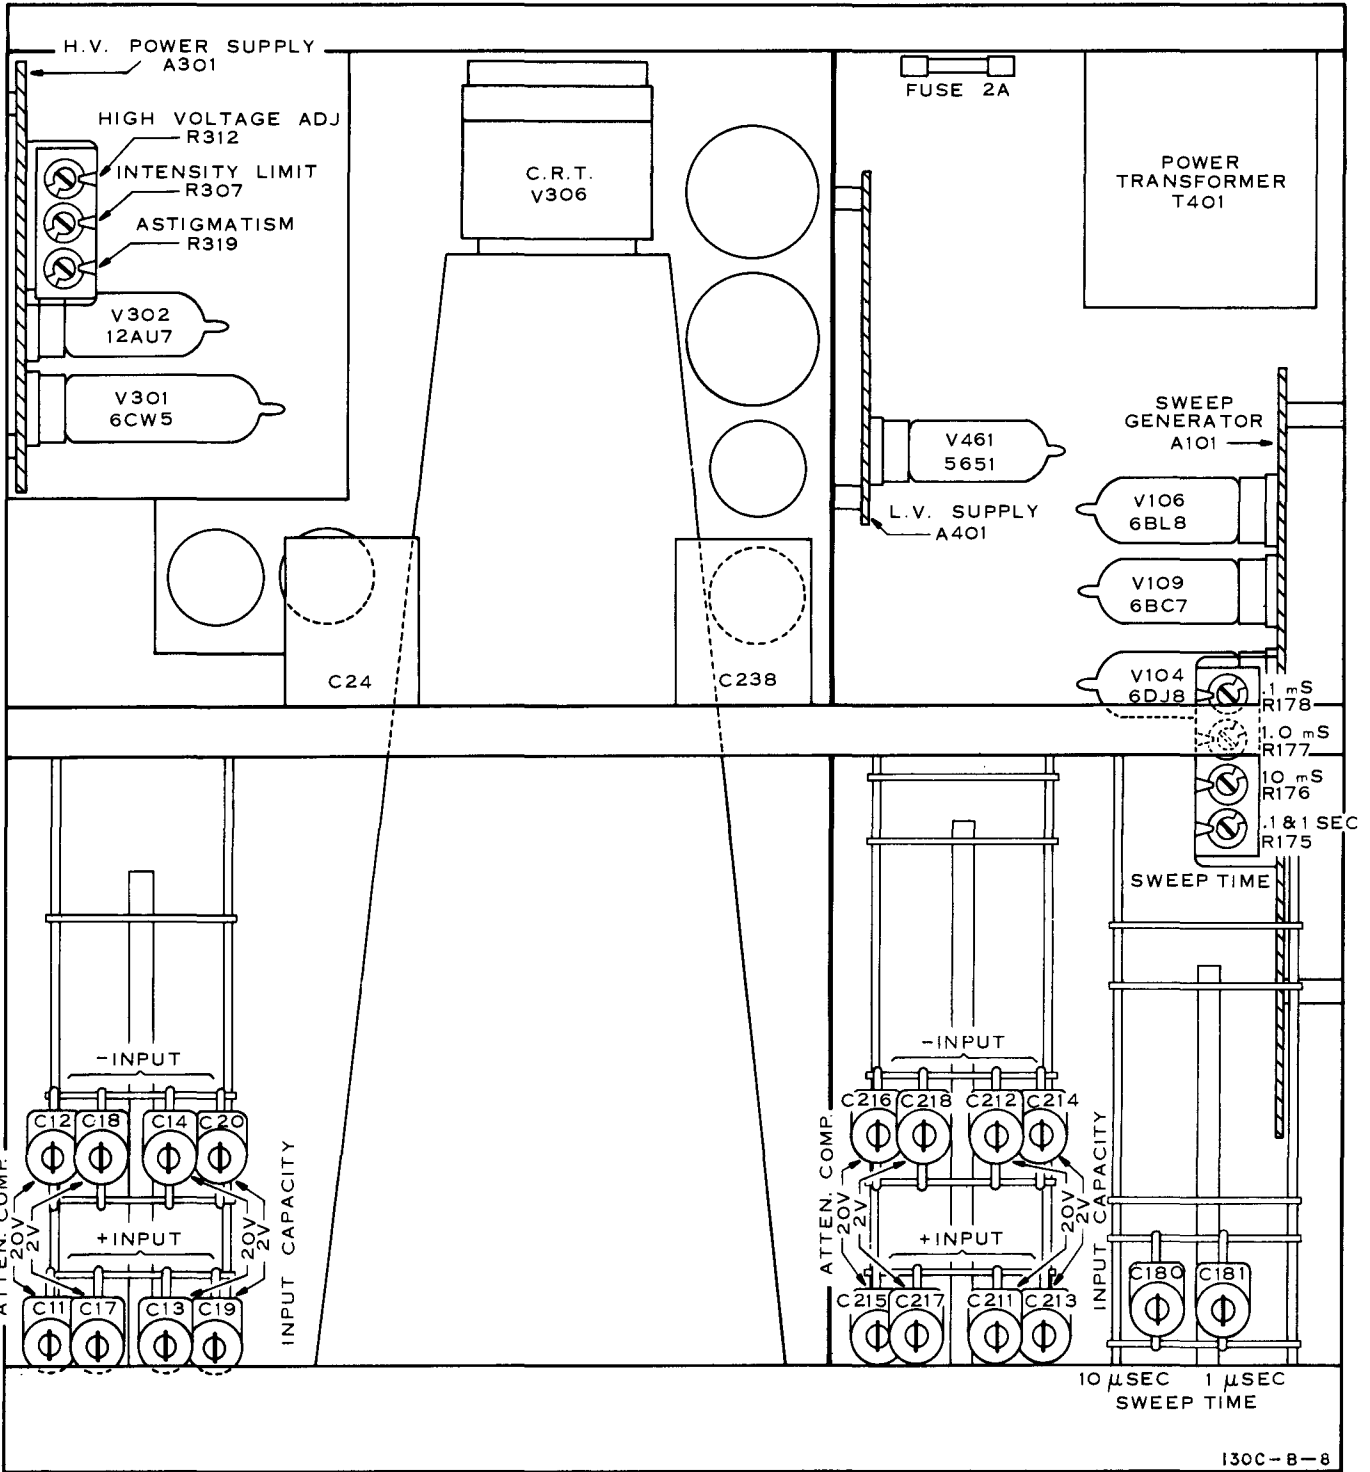 H.V. POWER SUPPLY
A301
HIGH VOLTAGE ADJ
R312
INTENSITY LIMIT
R307
ASTIGMATISM
R319
V302
12AU7
V301
6CW5
C.R.T.
V306
FUSE 2A
POWER
TRANSFORMER
T401
SWEEP
GENERATOR
A101
V461
5651
L.V. SUPPLY
A401
V106
6BL8
V109
6BC7
V104
6DJ8
C24
C238
.1 mS
R178
1.0 mS
R177
10 mS
R176
.1 & 1 SEC
R175
SWEEP TIME
-INPUT
C12 C18 C14 C20
ATTEN. COMP.
20V
2V
20V
2V
INPUT CAPACITY
+INPUT
C11 C17 C13 C19
-INPUT
C216 C218 C212 C214
ATTEN. COMP.
20V
2V
20V
2V
INPUT CAPACITY
+INPUT
C215 C217 C211 C213
C180 C181
10 µSEC 1 µSEC
SWEEP TIME
130C-B-8